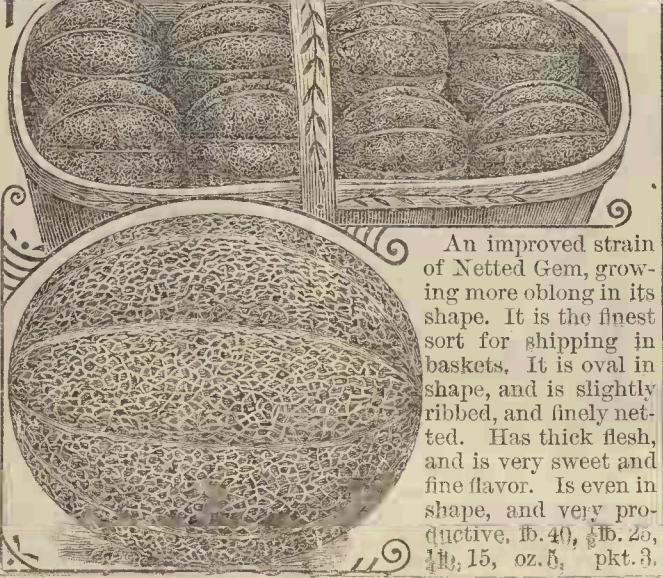 An improved strain
of Netted Gem, grow-
ing more oblong in its
shape. It is the finest
sort for shipping in
baskets. It is oval in
shape, and is slightly
ribbed, and finely net-
ted. Has thick flesh,
and is very sweet and
fine flavor. Is even in
shape, and very pro-
ductive. lb. 40, ½lb. 25,
¼lb. 15, oz. 5, pkt. 3.